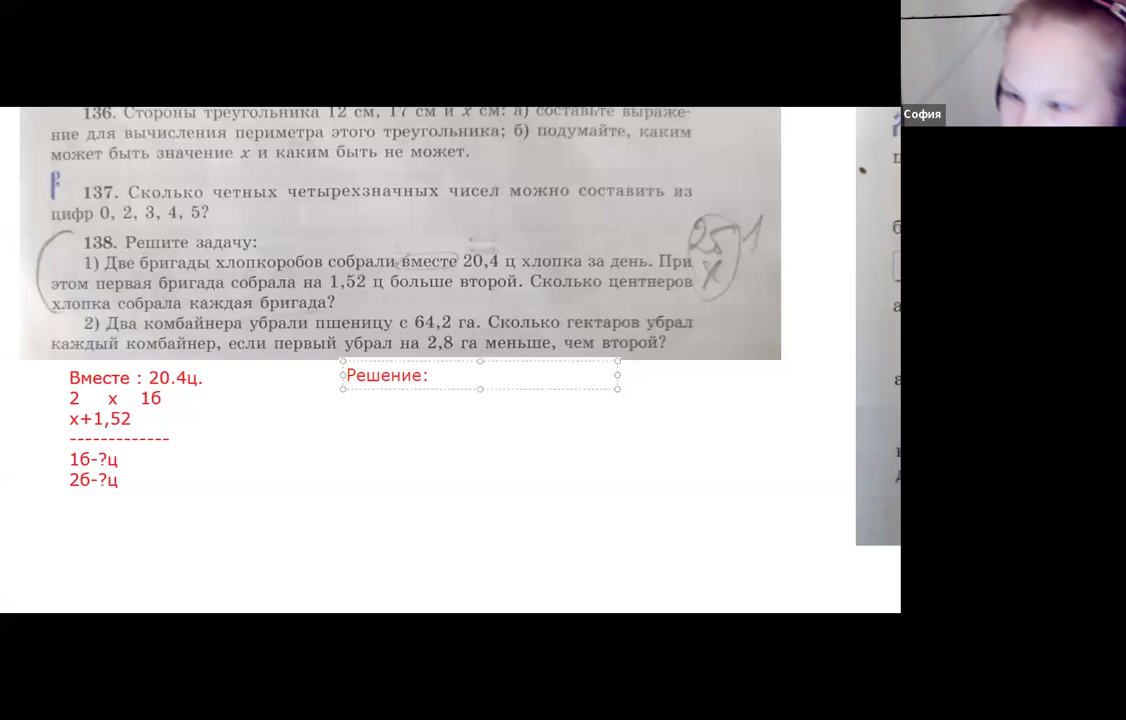 136. Стороны треугольника 12 см, 17 см и x см: а) составьте выраже-
ние для вычисления периметра этого треугольника; б) подумайте, каким
может быть значение x и каким быть не может.
137. Сколько четных четырехзначных чисел можно составить из
цифр 0, 2, 3, 4, 5?
138. Решите задачу:
1) Две бригады хлопкоробов собрали вместе 20,4 ц хлопка за день. При
этом первая бригада собрала на 1,52 ц больше второй. Сколько центнеров
хлопка собрала каждая бригада?
2) Два комбайнера убрали пшеницу с 64,2 га. Сколько гектаров убрал
каждый комбайнер, если первый убрал на 2,8 га меньше, чем второй?
Вместе : 20.4ц.
2 х 1б
х+1,52
-------------
1б-?ц
2б-?ц
Решение:
София